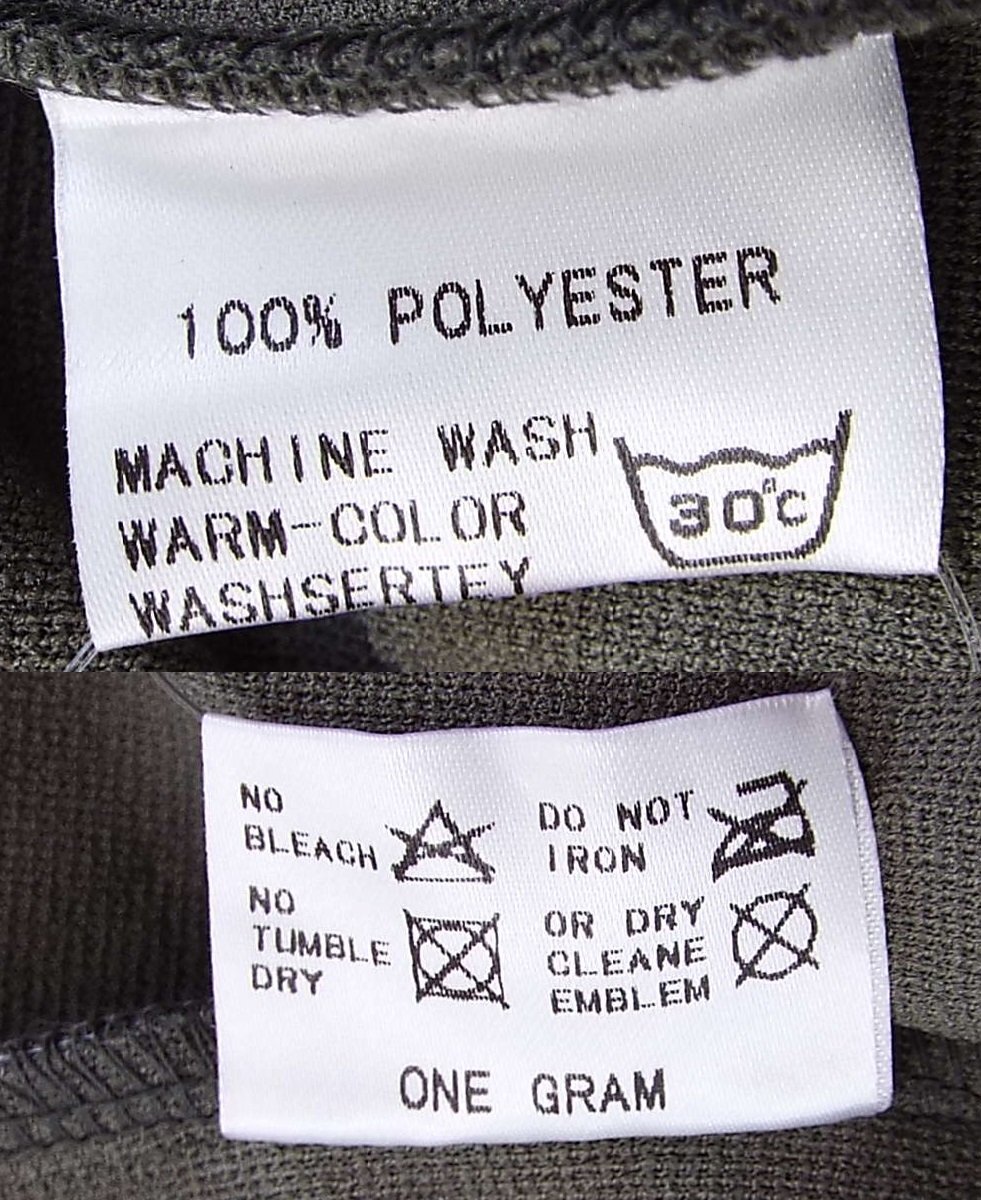 100% POLYESTER
MACHINE WASH
WARM-COLOR
WASHSERTEY
30°C
NO
BLEACH
DO NOT
IRON
NO
TUMBLE
DRY
OR DRY
CLEANE
EMBLEM
ONE GRAM